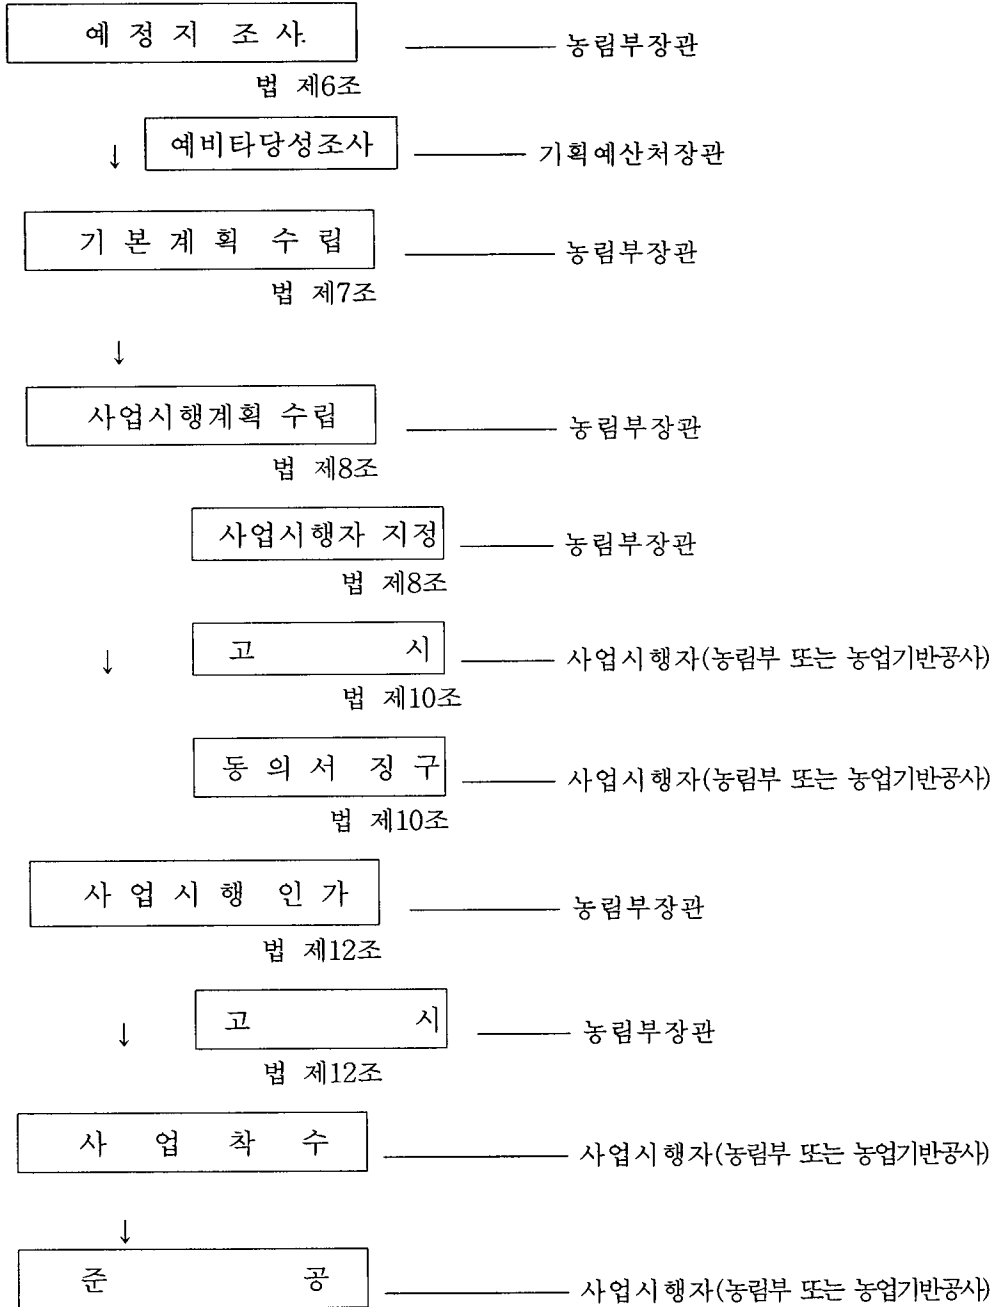 예 정 지 조 사 농림부장관
법 제6조
↓ 예비타당성조사 기획예산처장관
기 본 계 획 수 립 농림부장관
법 제7조
↓
사업시행계획 수립 농림부장관
법 제8조
사업시행자 지정 농림부장관
법 제8조
↓ 고 시 사업시행자(농림부 또는 농업기반공사)
법 제10조
동 의 서 징 구 사업시행자(농림부 또는 농업기반공사)
법 제10조
사 업 시 행 인 가 농림부장관
법 제12조
↓ 고 시 농림부장관
법 제12조
사 업 착 수 사업시행자(농림부 또는 농업기반공사)
↓
준 공 사업시행자(농림부 또는 농업기반공사)